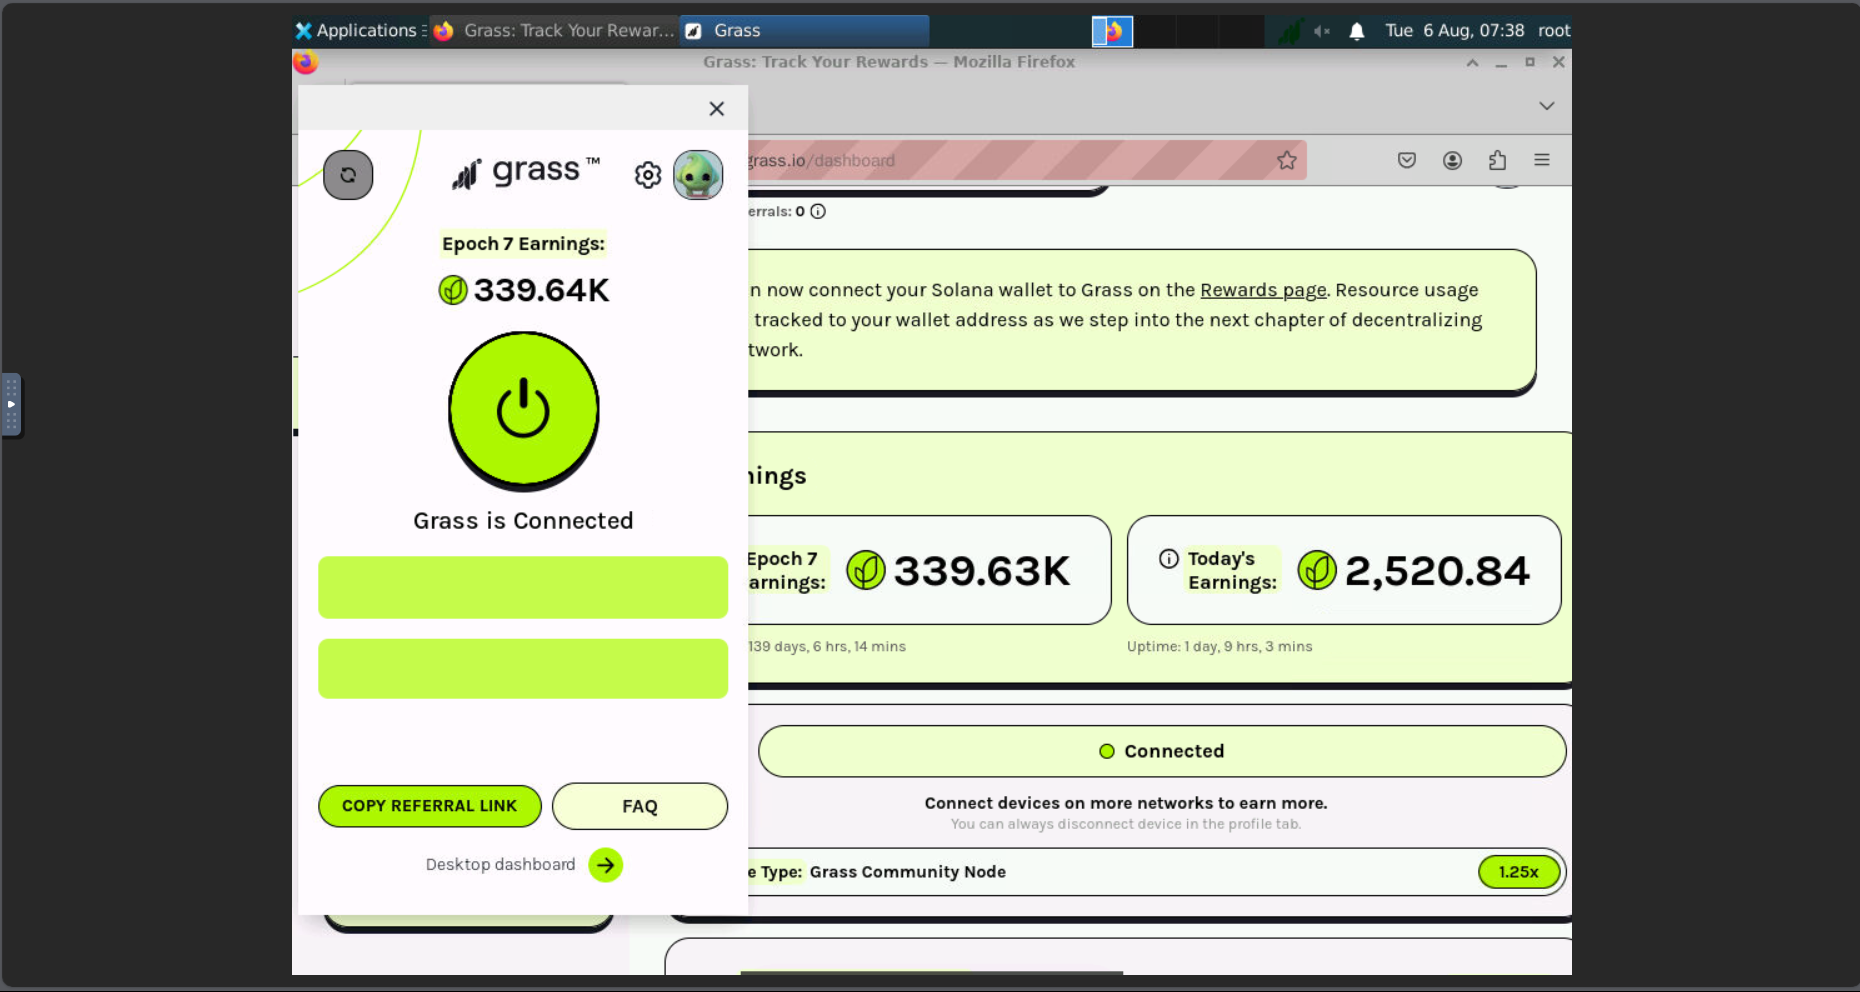 Applications
Grass: Track Your Rewar...
Grass
Tue 6 Aug, 07:38
root
Grass: Track Your Rewards — Mozilla Firefox
grass.io/dashboard
grass™
Epoch 7 Earnings:
339.64K
Grass is Connected
COPY REFERRAL LINK
FAQ
Desktop dashboard
errals: 0
n now connect your Solana wallet to Grass on the Rewards page. Resource usage
tracked to your wallet address as we step into the next chapter of decentralizing
twork.
nings
Epoch 7
arnings:
339.63K
139 days, 6 hrs, 14 mins
Today's
Earnings:
2,520.84
Uptime: 1 day, 9 hrs, 3 mins
Connected
Connect devices on more networks to earn more.
You can always disconnect device in the profile tab.
e Type: Grass Community Node
1.25x